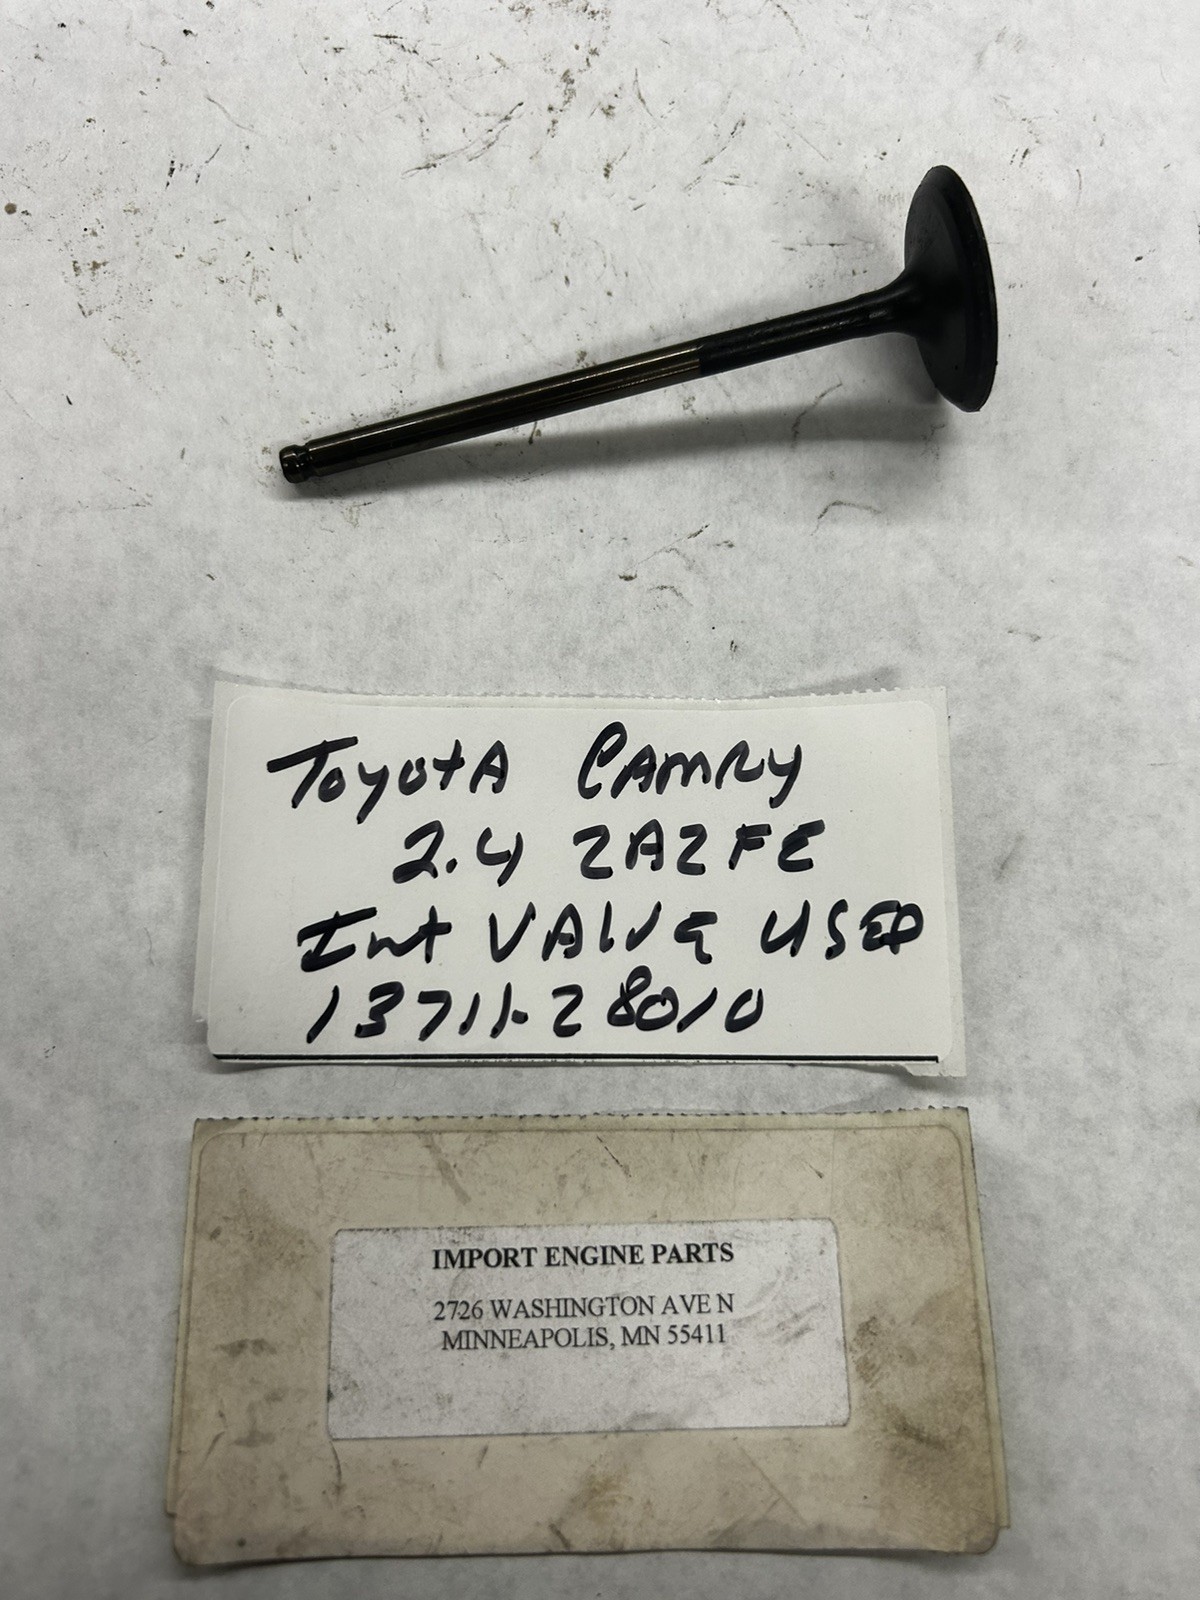 Toyota Camry
2.4 2AZFE
Int Valve Used
13711-28010
IMPORT ENGINE PARTS
2726 WASHINGTON AVE N
MINNEAPOLIS, MN 55411